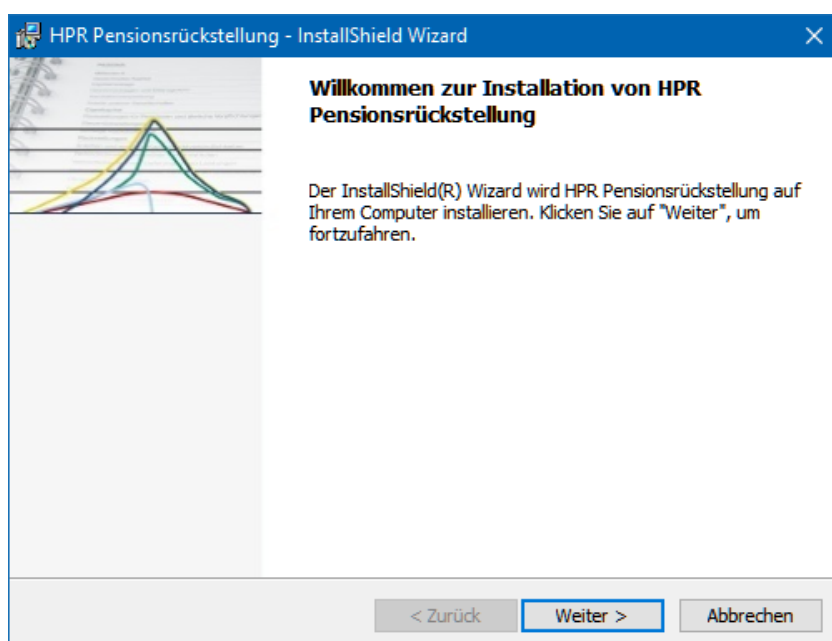 HPR Pensionsrückstellung - InstallShield Wizard
Willkommen zur Installation von HPR
Pensionsrückstellung
Der InstallShield(R) Wizard wird HPR Pensionsrückstellung auf
Ihrem Computer installieren. Klicken Sie auf "Weiter", um
fortzufahren.
< Zurück Weiter > Abbrechen